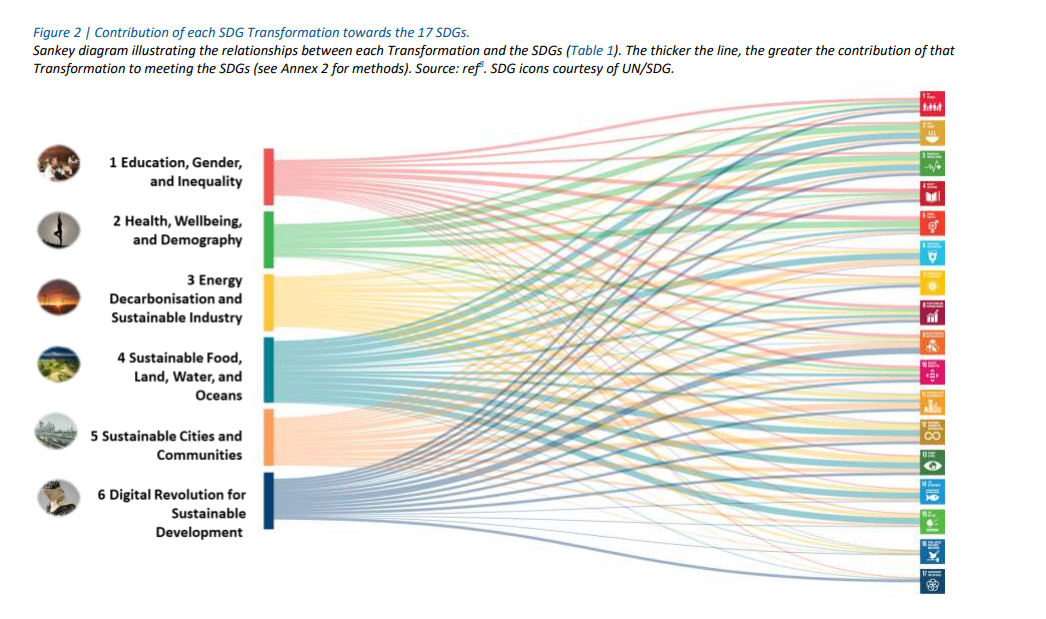 Figure 2 | Contribution of each SDG Transformation towards the 17 SDGs.
Sankey diagram illustrating the relationships between each Transformation and the SDGs (Table 1). The thicker the line, the greater the contribution of that
Transformation to meeting the SDGs (see Annex 2 for methods). Source: ref⁸. SDG icons courtesy of UN/SDG.
1 Education, Gender,
and Inequality
2 Health, Wellbeing,
and Demography
3 Energy
Decarbonisation and
Sustainable Industry
4 Sustainable Food,
Land, Water, and
Oceans
5 Sustainable Cities and
Communities
6 Digital Revolution for
Sustainable
Development